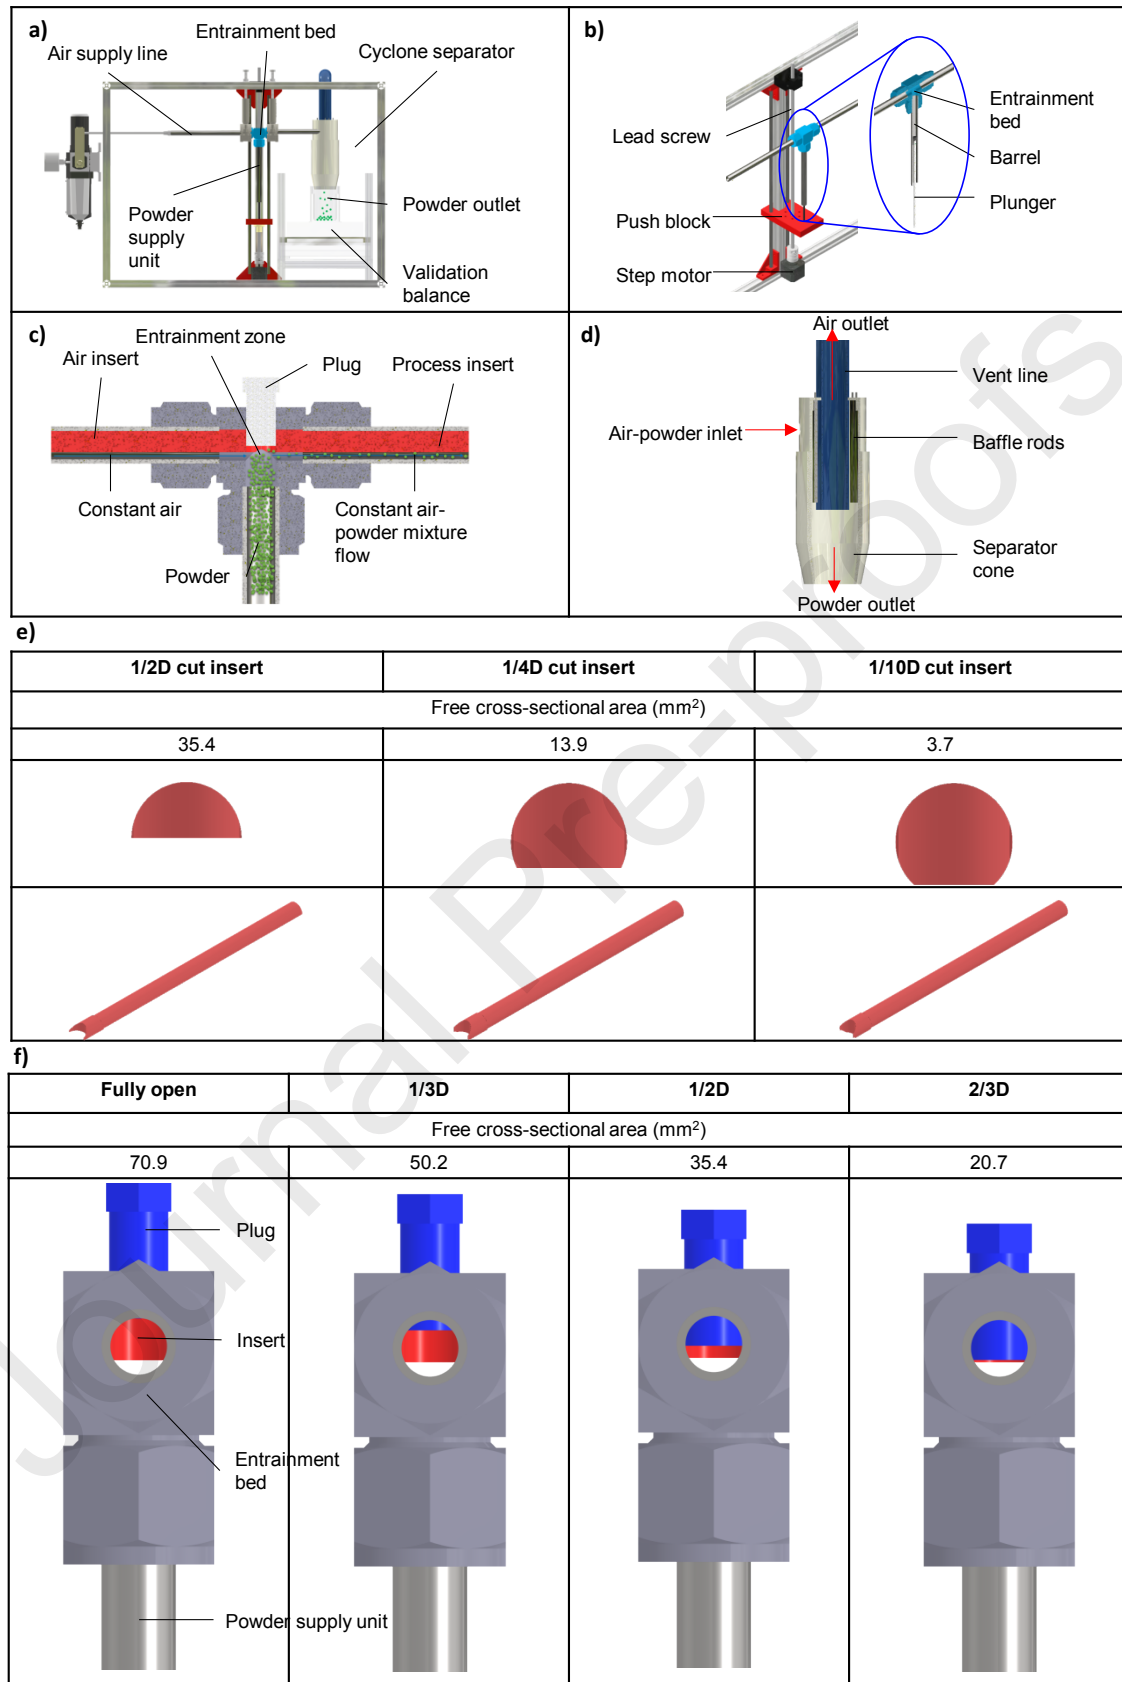 a)
Entrainment bed
Air supply line
Cyclone separator
Powder
supply
unit
Powder outlet
Validation
balance
b)
Lead screw
Entrainment
bed
Barrel
Plunger
Push block
Step motor
c)
Entrainment zone
Air insert
Plug
Process insert
Constant air
Constant air-
powder mixture
flow
Powder
d)
Air outlet
Vent line
Air-powder inlet
Baffle rods
Separator
cone
Powder outlet
e)
1/2D cut insert 1/4D cut insert 1/10D cut insert
Free cross-sectional area (mm²)
35.4 13.9 3.7
f)
Fully open 1/3D 1/2D 2/3D
Free cross-sectional area (mm²)
70.9 50.2 35.4 20.7
Plug
Insert
Entrainment
bed
Powder supply unit
Journal Pre-proofs